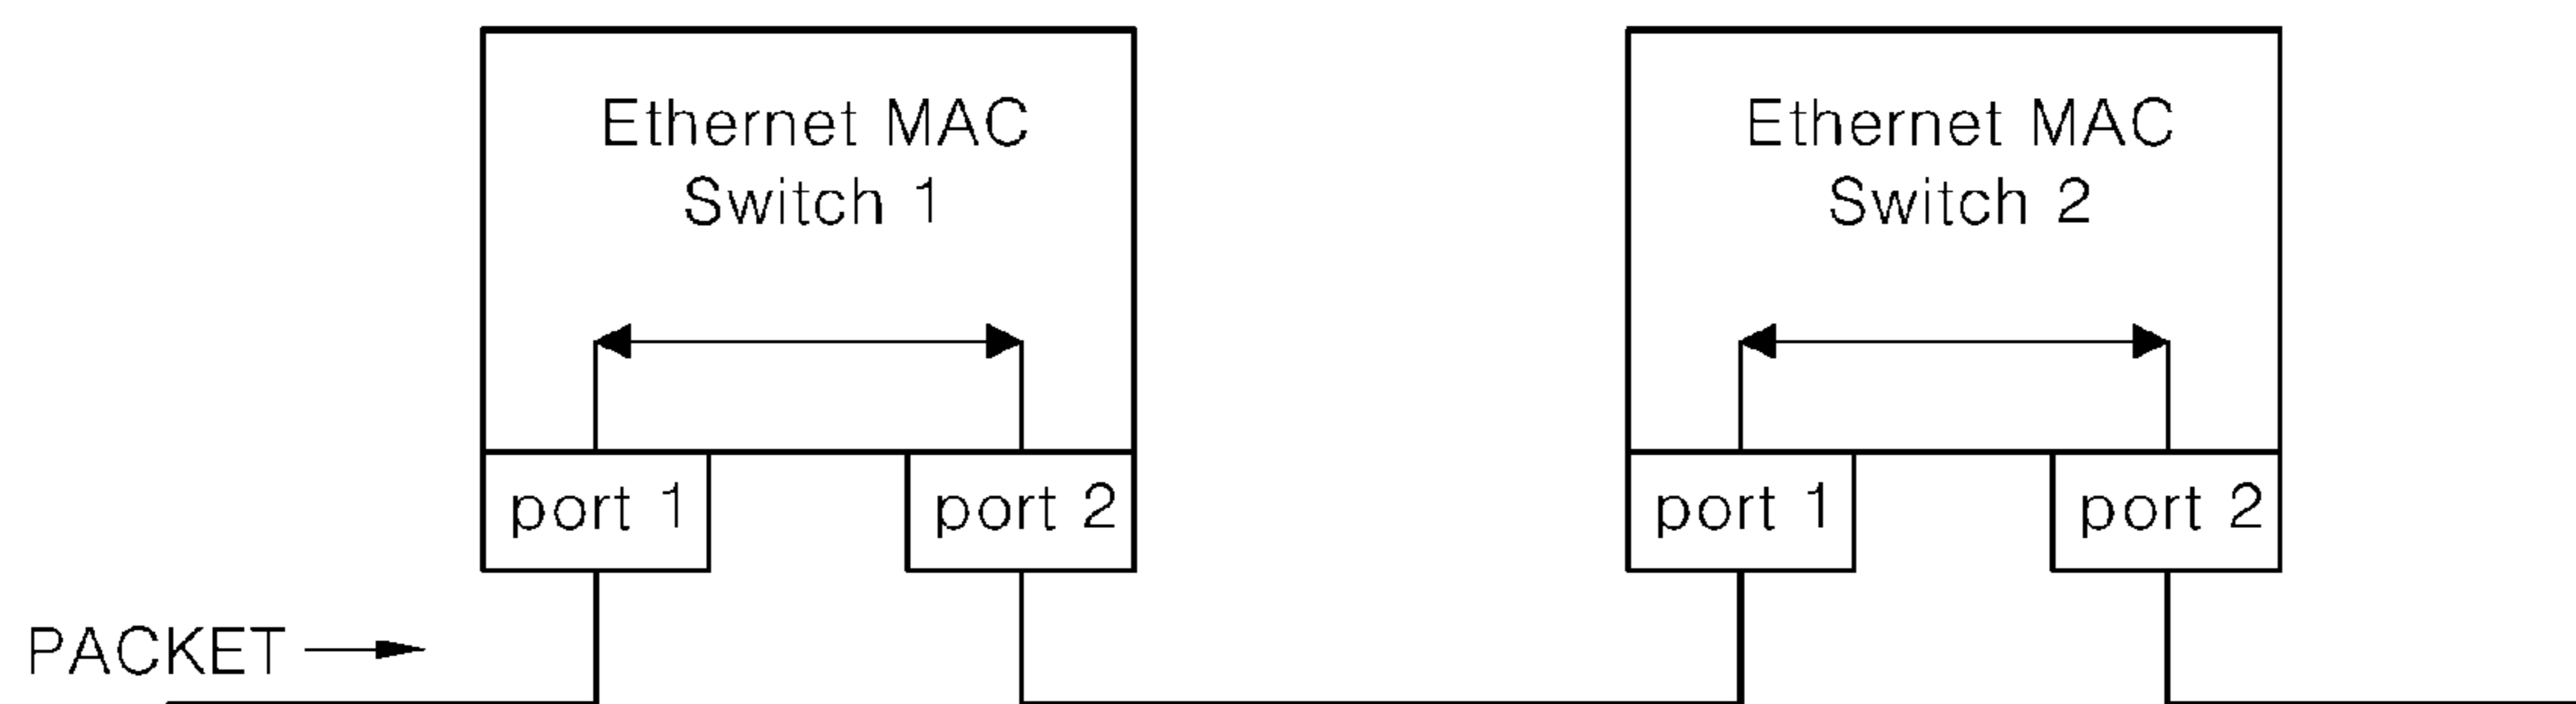 Ethernet MAC
Switch 1
Ethernet MAC
Switch 2
port 1
port 2
port 1
port 2
PACKET